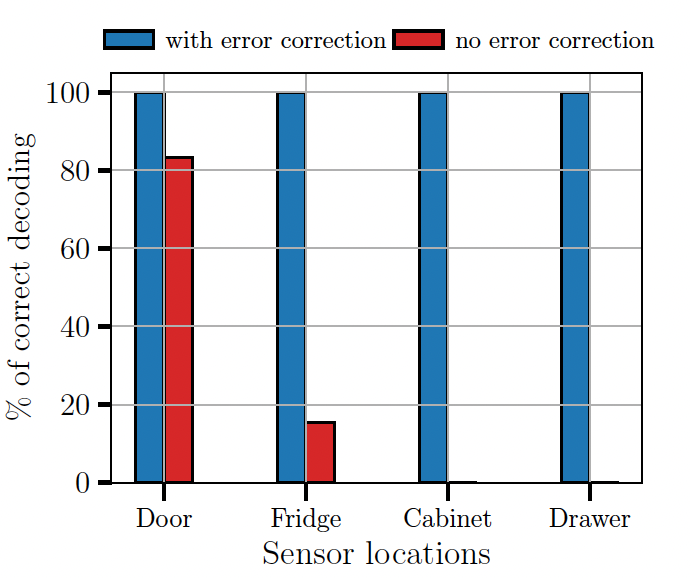 with error correction no error correction
% of correct decoding
100
80
60
40
20
0
Door Fridge Cabinet Drawer
Sensor locations